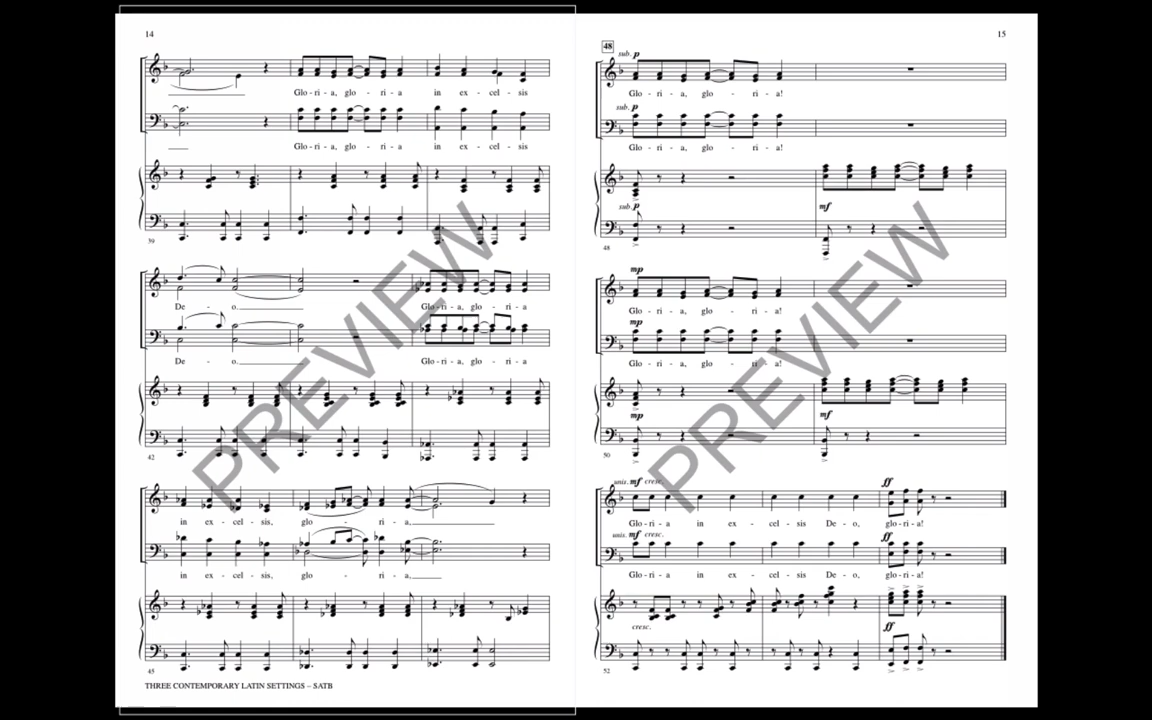 14
Glo - ri - a, glo - ri - a in ex - cel - sis
Glo - ri - a, glo - ri - a in ex - cel - sis
39
De - o.
Glo - ri - a, glo - ri - a
De - o.
Glo - ri - a, glo - ri - a
42
in ex - cel - sis, glo - ri - a,
in ex - cel - sis, glo - ri - a,
45
THREE CONTEMPORARY LATIN SETTINGS – SATB
PREVIEW
15
48
sub. p
Glo - ri - a, glo - ri - a!
sub. p
Glo - ri - a, glo - ri - a!
sub. p
mf
48
mp
Glo - ri - a, glo - ri - a!
mp
Glo - ri - a, glo - ri - a!
mp
mf
50
unis. mf cresc.
ff
Glo - ri - a in ex - cel - sis De - o, glo - ri - a!
unis. mf cresc.
ff
Glo - ri - a in ex - cel - sis De - o, glo - ri - a!
cresc.
ff
52
PREVIEW